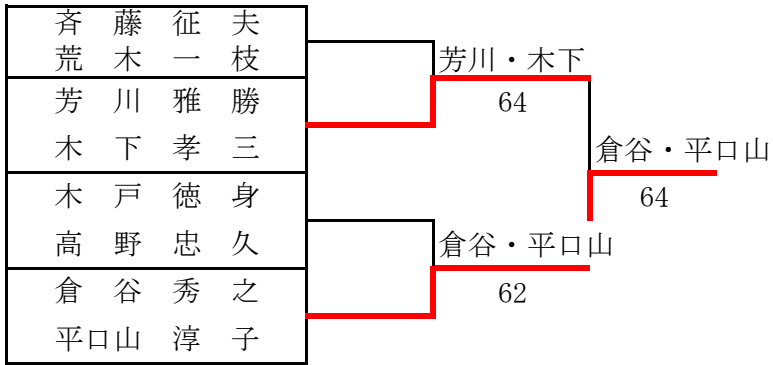 斉藤征夫
荒木一枝
芳川雅勝
木下孝三
木戸徳身
高野忠久
倉谷秀之
平口山淳子
芳川・木下
64
倉谷・平口山
62
倉谷・平口山
64